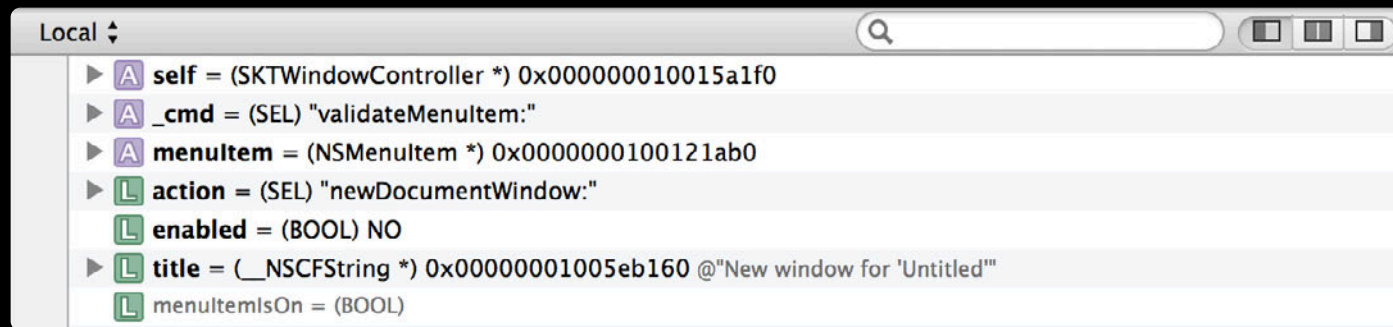 Local
A self = (SKTWindowController *) 0x000000010015a1f0
A _cmd = (SEL) "validateMenuItem:"
A menuItem = (NSMenuItem *) 0x0000000100121ab0
L action = (SEL) "newDocumentWindow:"
L enabled = (BOOL) NO
L title = (__NSCFString *) 0x00000001005eb160 @"New window for 'Untitled'"
L menuItemIsOn = (BOOL)